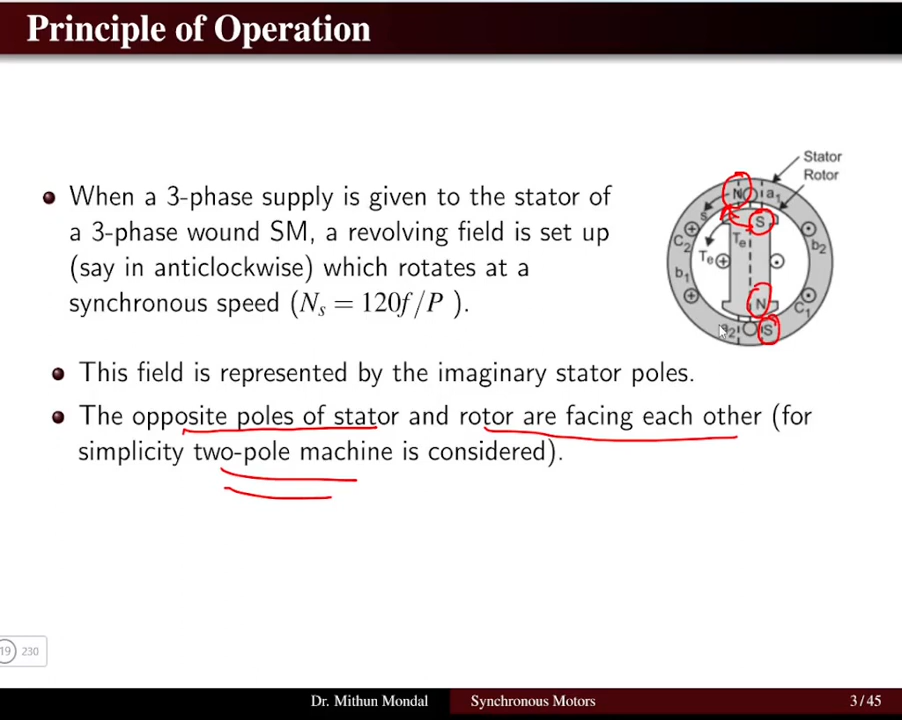 Principle of Operation
When a 3-phase supply is given to the stator of
a 3-phase wound SM, a revolving field is set up
(say in anticlockwise) which rotates at a
synchronous speed (Ns = 120f/P ).
Stator
Rotor
N a1
S
S
C2
b2
Te
Te
b1
N
C1
S
This field is represented by the imaginary stator poles.
The opposite poles of stator and rotor are facing each other (for
simplicity two-pole machine is considered).
19 230
Dr. Mithun Mondal Synchronous Motors 3/45